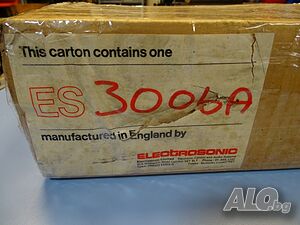 This carton contains one
ES 3006A
manufactured in England by
ELECTROSONIC
ALO.bg